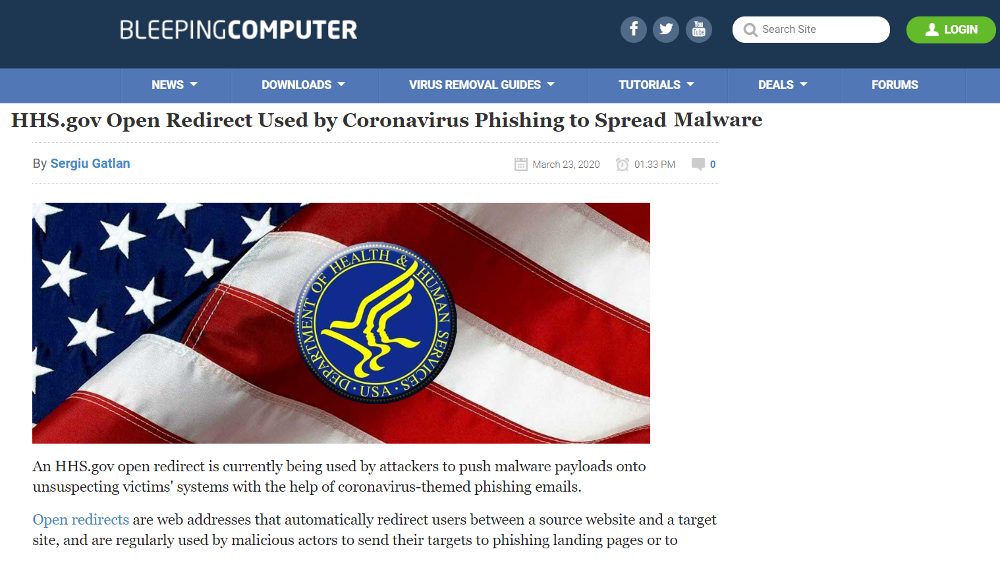 BLEEPINGCOMPUTER
f
You
Tube
Search Site
LOGIN
NEWS
DOWNLOADS
VIRUS REMOVAL GUIDES
TUTORIALS
DEALS
FORUMS
HHS.gov Open Redirect Used by Coronavirus Phishing to Spread Malware
By Sergiu Gatlan
March 23, 2020
01:33 PM
0
DEPARTMENT OF HEALTH & HUMAN SERVICES · USA ·
An HHS.gov open redirect is currently being used by attackers to push malware payloads onto
unsuspecting victims' systems with the help of coronavirus-themed phishing emails.
Open redirects are web addresses that automatically redirect users between a source website and a target
site, and are regularly used by malicious actors to send their targets to phishing landing pages or to